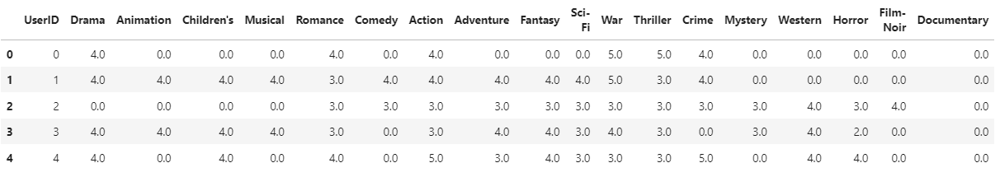 UserID Drama Animation Children's Musical Romance Comedy Action Adventure Fantasy Sci-Fi War Thriller Crime Mystery Western Horror Film-Noir Documentary
0 0 4.0 0.0 0.0 0.0 4.0 0.0 4.0 0.0 0.0 0.0 5.0 5.0 4.0 0.0 0.0 0.0 0.0 0.0
1 1 4.0 4.0 4.0 4.0 3.0 4.0 4.0 4.0 4.0 4.0 5.0 3.0 4.0 0.0 0.0 0.0 0.0 0.0
2 2 0.0 0.0 0.0 0.0 3.0 3.0 3.0 3.0 3.0 3.0 3.0 3.0 3.0 3.0 4.0 3.0 4.0 0.0
3 3 4.0 4.0 4.0 4.0 3.0 0.0 3.0 4.0 4.0 3.0 4.0 3.0 0.0 3.0 4.0 2.0 0.0 0.0
4 4 4.0 0.0 4.0 0.0 4.0 0.0 5.0 3.0 4.0 3.0 3.0 3.0 5.0 0.0 4.0 4.0 0.0 0.0